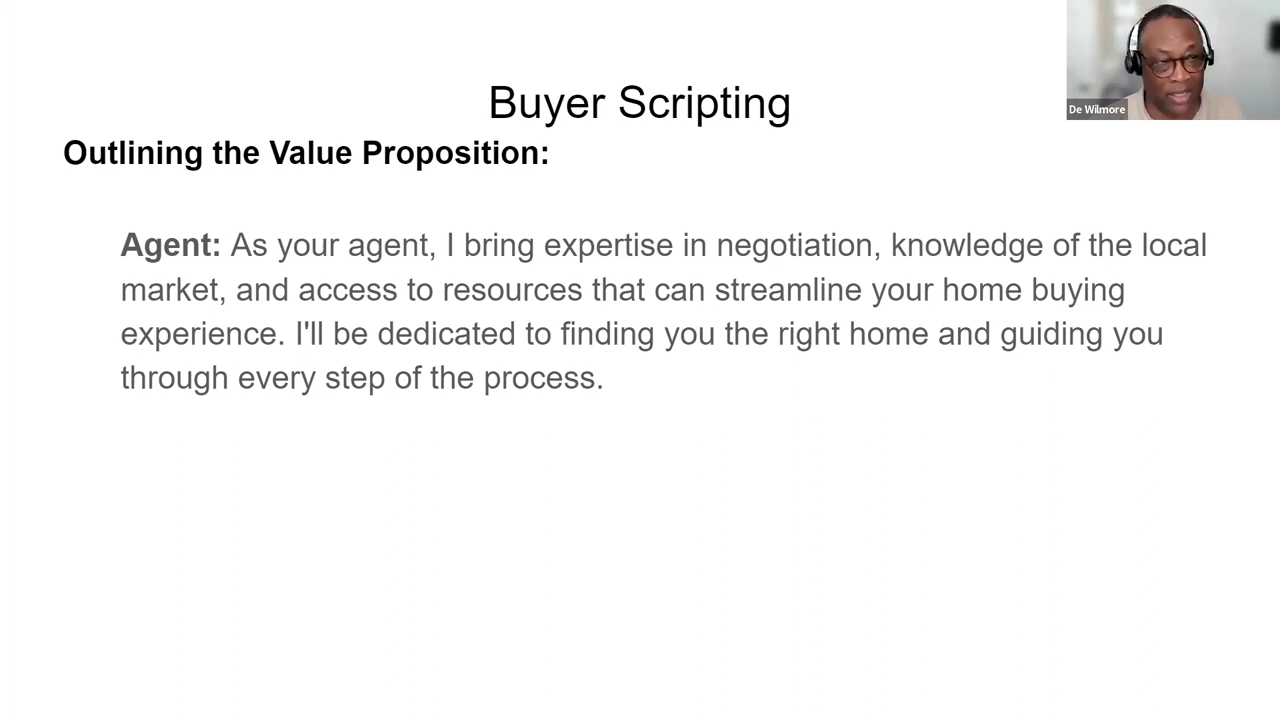 Buyer Scripting
De Wilmore
Outlining the Value Proposition:
Agent: As your agent, I bring expertise in negotiation, knowledge of the local
market, and access to resources that can streamline your home buying
experience. I'll be dedicated to finding you the right home and guiding you
through every step of the process.